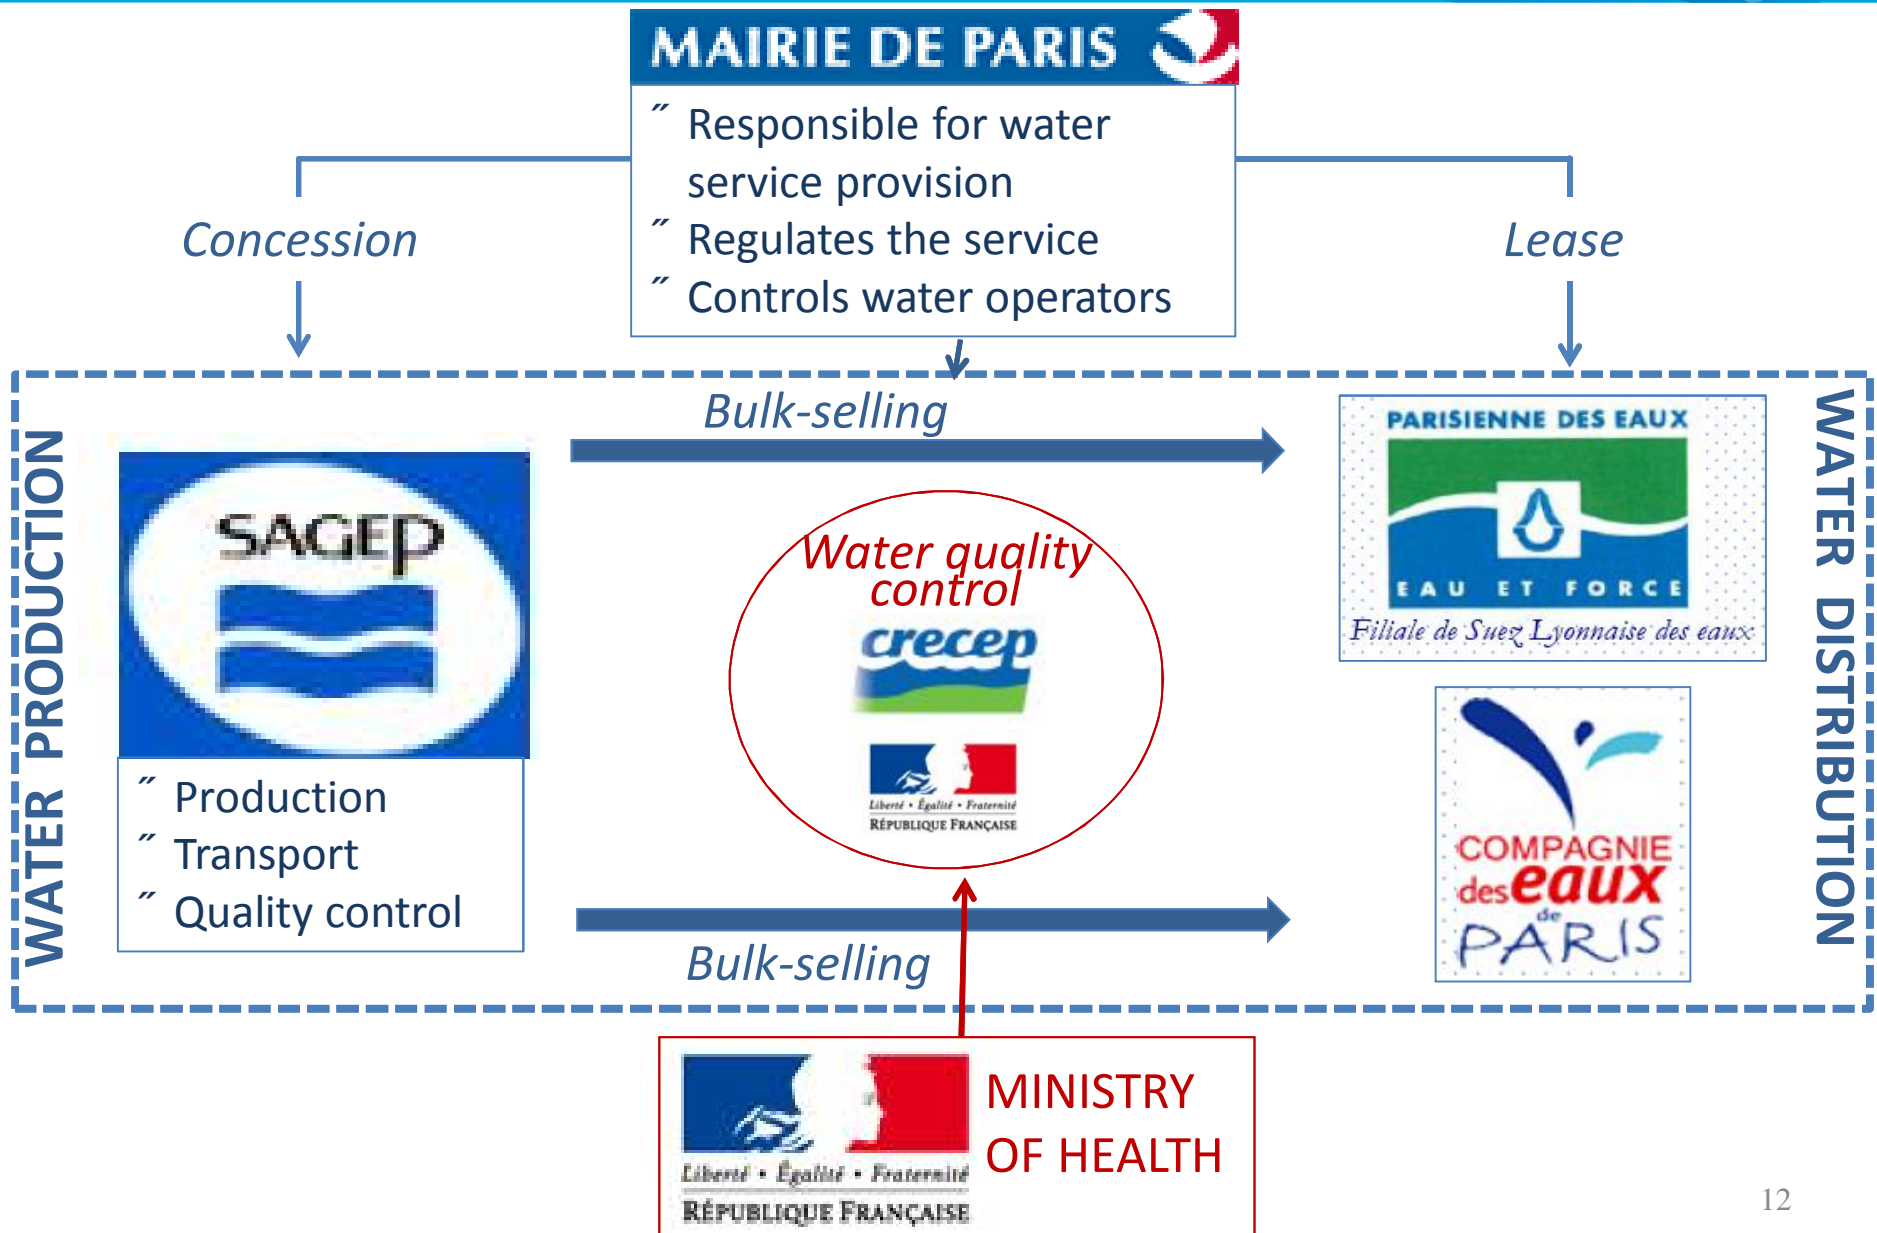 MAIRIE DE PARIS
˝ Responsible for water
service provision
˝ Regulates the service
˝ Controls water operators
Concession
Lease
WATER PRODUCTION
Bulk-selling
SAGEP
˝ Production
˝ Transport
˝ Quality control
Water quality
control
crecep
Liberté • Égalité • Fraternité
RÉPUBLIQUE FRANÇAISE
Bulk-selling
PARISIENNE DES EAUX
EAU ET FORCE
Filiale de Suez Lyonnaise des eaux
COMPAGNIE
des eaux
de
PARIS
WATER DISTRIBUTION
Liberté • Égalité • Fraternité
RÉPUBLIQUE FRANÇAISE
MINISTRY
OF HEALTH
12